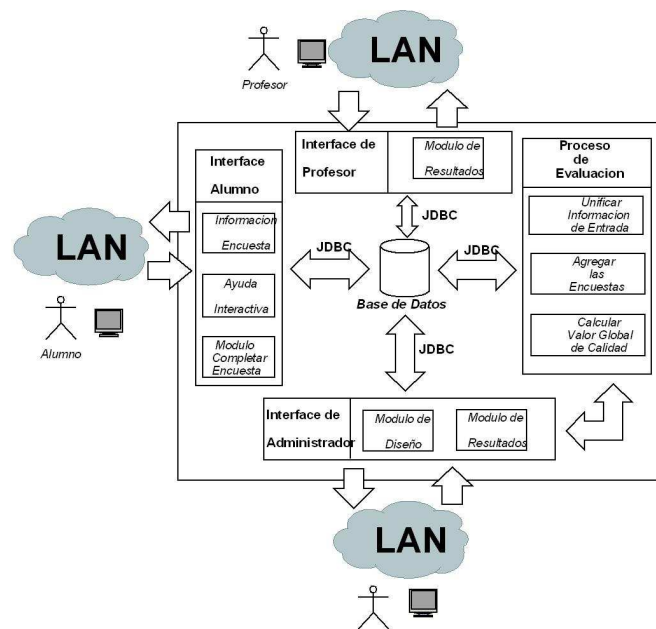 LAN
Profesor
Interface de
Profesor
Modulo de
Resultados
Proceso
de
Evaluacion
Unificar
Informacion
de Entrada
Agregar
las
Encuestas
Calcular
Valor Global
de Calidad
Interface
Alumno
Informacion
Encuesta
Ayuda
Interactiva
Modulo
Completar
Encuesta
LAN
Alumno
JDBC
JDBC
JDBC
Base de Datos
JDBC
Interface de
Administrador
Modulo de
Diseño
Modulo de
Resultados
LAN